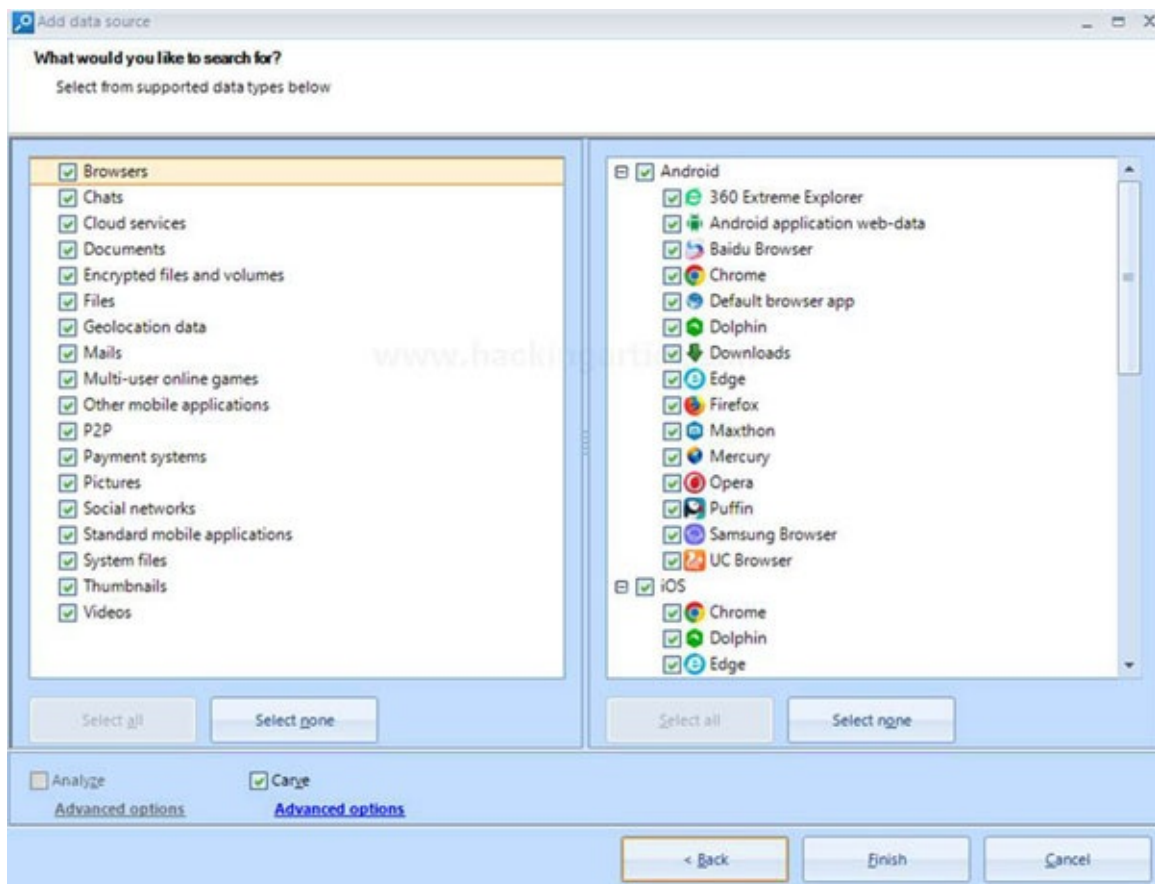 Add data source
What would you like to search for?
Select from supported data types below
Browsers
Chats
Cloud services
Documents
Encrypted files and volumes
Files
Geolocation data
Mails
Multi-user online games
Other mobile applications
P2P
Payment systems
Pictures
Social networks
Standard mobile applications
System files
Thumbnails
Videos
Select all
Select none
Android
360 Extreme Explorer
Android application web-data
Baidu Browser
Chrome
Default browser app
Dolphin
Downloads
Edge
Firefox
Maxthon
Mercury
Opera
Puffin
Samsung Browser
UC Browser
iOS
Chrome
Dolphin
Edge
Select all
Select none
Analyze
Carve
Advanced options
Advanced options
< Back
Finish
Cancel